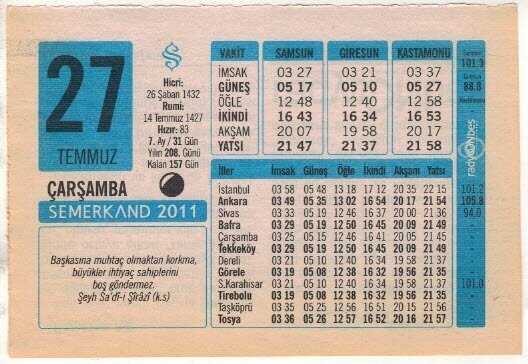 27
TEMMUZ
Hicri:
26 Şaban 1432
Rumi:
14 Temmuz 1427
Hızır: 83
7. Ay / 31 Gün
Yılın 208. Günü
Kalan 157 Gün
ÇARŞAMBA
SEMERKAND 2011
Başkasına muhtaç olmaktan korkma,
büyükler ihtiyaç sahiplerini
boş göndermez.
Şeyh Sa'dî-i Şîrâzî (k.s)
VAKİT SAMSUN GİRESUN KASTAMONU
İMSAK 03 27 03 21 03 37
GÜNEŞ 05 17 05 10 05 27
ÖĞLE 12 48 12 40 12 58
İKİNDİ 16 43 16 34 16 53
AKŞAM 20 07 19 58 20 17
YATSI 21 47 21 37 21 58
İller İmsak Güneş Öğle İkindi Akşam Yatsı
İstanbul 03 58 05 48 13 18 17 12 20 35 22 15
Ankara 03 49 05 35 13 02 16 54 20 17 21 54
Sivas 03 33 05 19 12 46 16 37 20 00 21 36
Bafra 03 29 05 19 12 50 16 45 20 09 21 49
Çarşamba 03 25 05 15 12 46 16 41 20 05 21 45
Tekkeköy 03 29 05 19 12 50 16 45 20 09 21 49
Dereli 03 21 05 10 12 40 16 34 19 58 21 37
Görele 03 19 05 08 12 38 16 32 19 56 21 35
S.Karahisar 03 21 05 10 12 40 16 34 19 58 21 37
Tirebolu 03 19 05 08 12 38 16 32 19 56 21 35
Taşköprü 03 35 05 25 12 56 16 51 20 15 21 56
Tosya 03 36 05 26 12 57 16 52 20 16 21 57
101.3
88.8
101.2
105.8
94.0
101.0